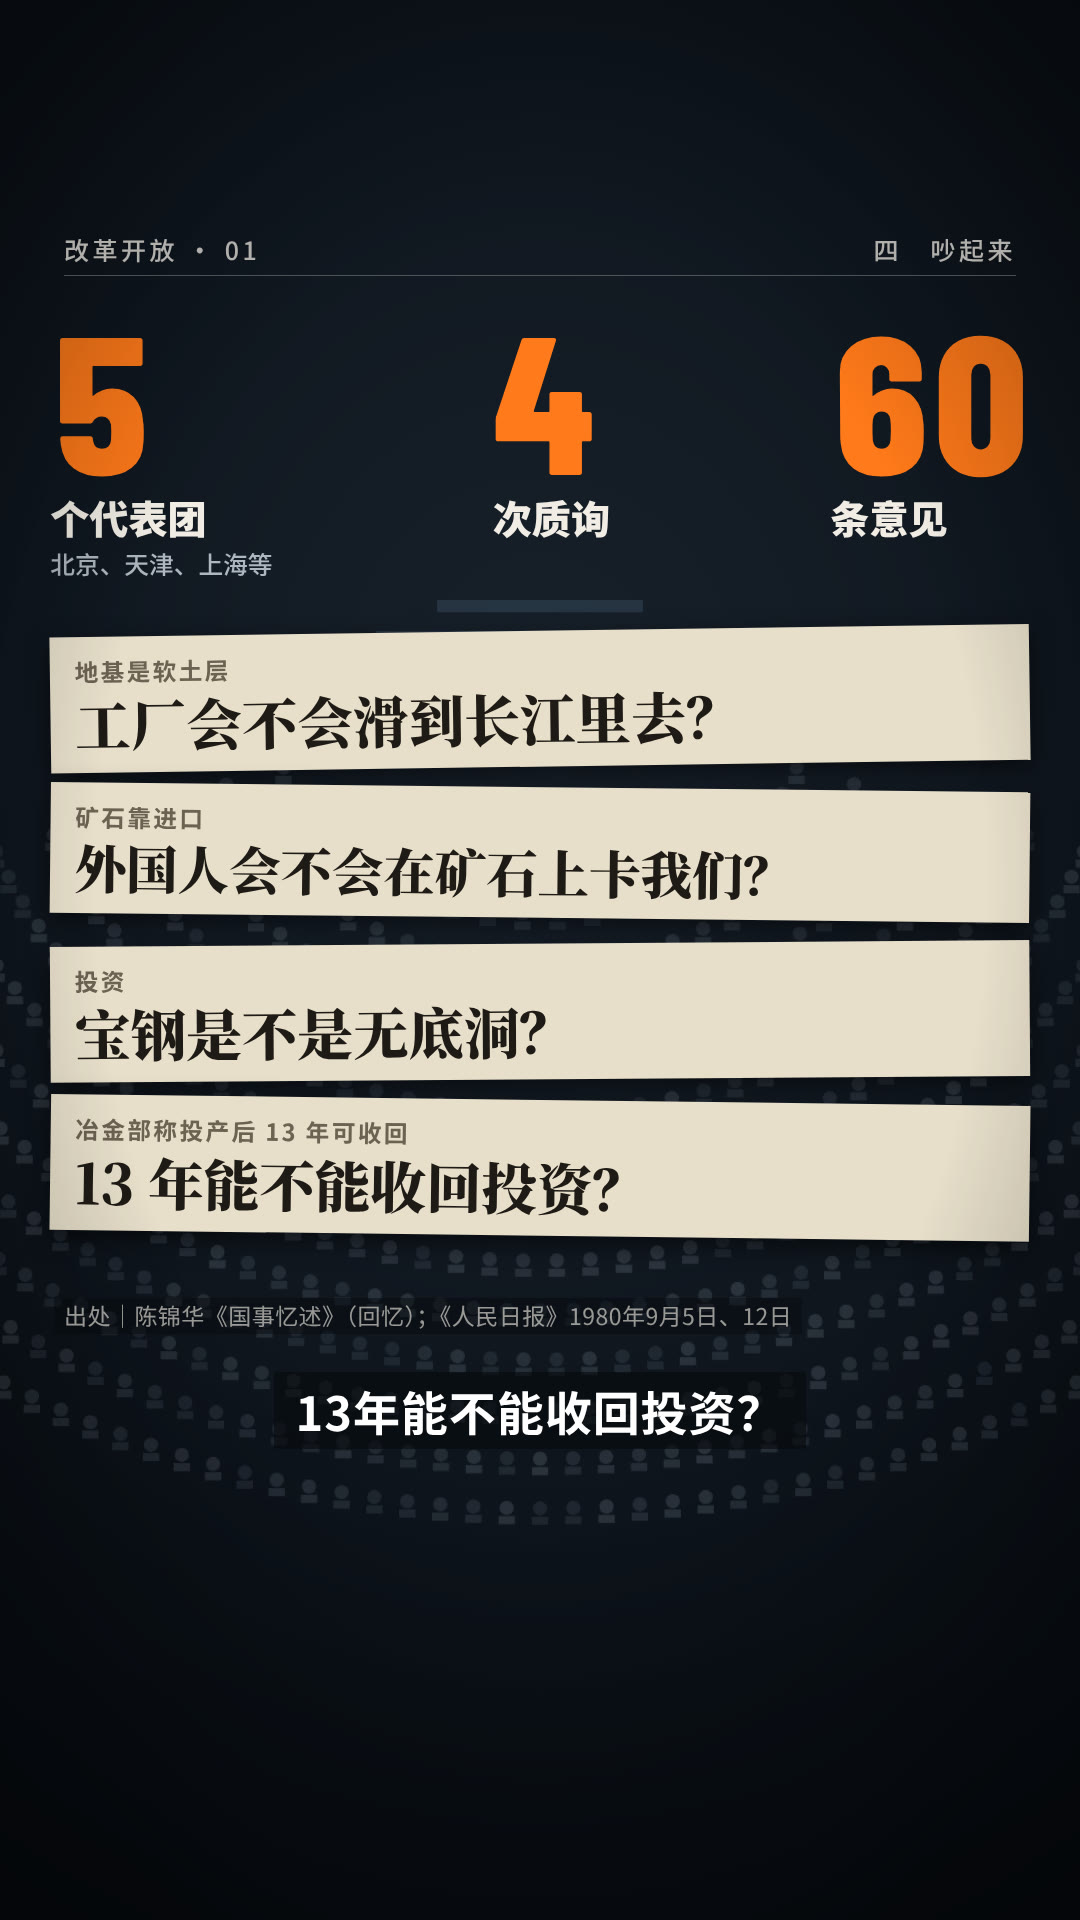 改革开放 · 01
四 吵起来
5
个代表团
北京、天津、上海等
4
次质询
60
条意见
地基是软土层
工厂会不会滑到长江里去?
矿石靠进口
外国人会不会在矿石上卡我们?
投资
宝钢是不是无底洞?
冶金部称投产后 13 年可收回
13 年能不能收回投资?
出处｜陈锦华《国事忆述》（回忆）；《人民日报》1980年9月5日、12日
13年能不能收回投资？